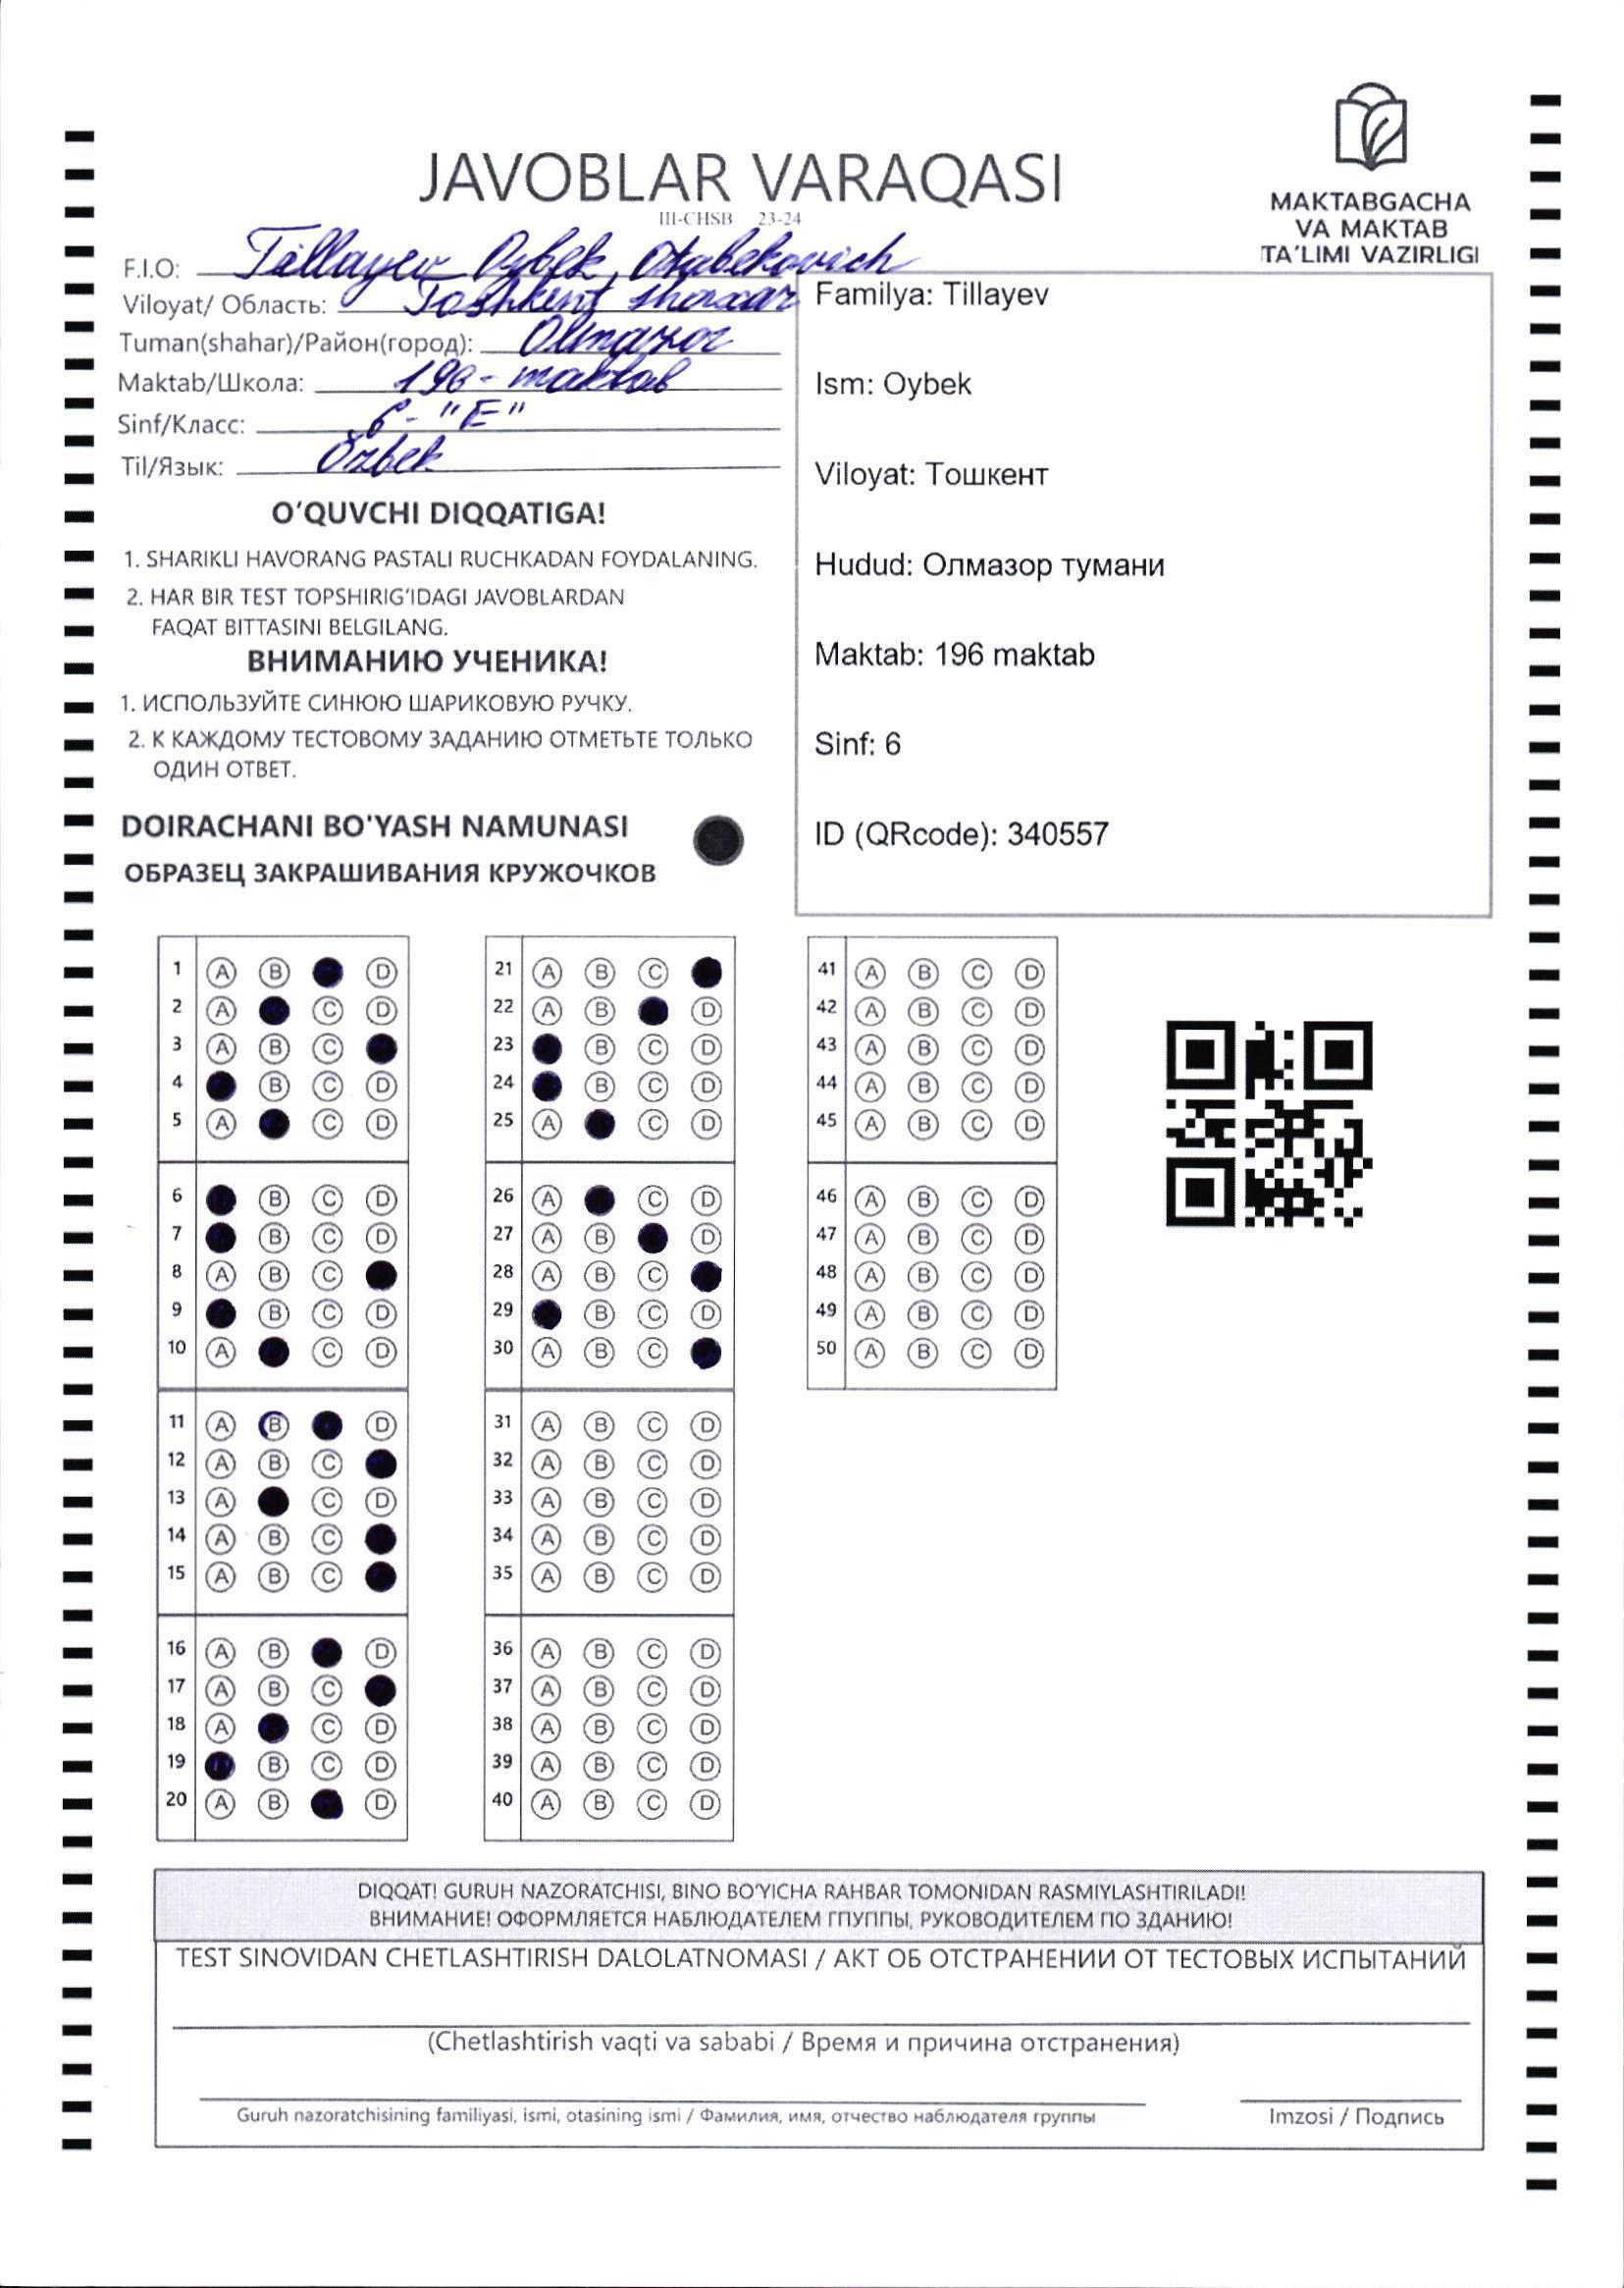 MAKTABGACHA
VA MAKTAB
TA'LIMI VAZIRLIGI
JAVOBLAR VARAQASI
III-CHSB 23-24
F.I.O: Tillayev Oybek Otabekovich
Viloyat/ Область: Toshkent shaxar
Tuman(shahar)/Район(город): Olmazor
Maktab/Школа: 196- maktab
Sinf/Класс: 6- "E"
Til/Язык: Ozbek
O'QUVCHI DIQQATIGA!
1. SHARIKLI HAVORANG PASTALI RUCHKADAN FOYDALANING.
2. HAR BIR TEST TOPSHIRIG'IDAGI JAVOBLARDAN
FAQAT BITTASINI BELGILANG.
ВНИМАНИЮ УЧЕНИКА!
1. ИСПОЛЬЗУЙТЕ СИНЮЮ ШАРИКОВУЮ РУЧКУ.
2. К КАЖДОМУ ТЕСТОВОМУ ЗАДАНИЮ ОТМЕТЬТЕ ТОЛЬКО
ОДИН ОТВЕТ.
DOIRACHANI BO'YASH NAMUNASI
ОБРАЗЕЦ ЗАКРАШИВАНИЯ КРУЖОЧКОВ
Familya: Tillayev
Ism: Oybek
Viloyat: Тошкент
Hudud: Олмазор тумани
Maktab: 196 maktab
Sinf: 6
ID (QRcode): 340557
1 A B D
2 A C D
3 A B C
4 B C D
5 A C D
6 B C D
7 B C D
8 A B C
9 B C D
10 A C D
11 A B D
12 A B C
13 A C D
14 A B C
15 A B C
16 A B D
17 A B C
18 A C D
19 B C D
20 A B D
21 A B C
22 A B D
23 B C D
24 B C D
25 A C D
26 A C D
27 A B D
28 A B C
29 B C D
30 A B C
31 A B C D
32 A B C D
33 A B C D
34 A B C D
35 A B C D
36 A B C D
37 A B C D
38 A B C D
39 A B C D
40 A B C D
41 A B C D
42 A B C D
43 A B C D
44 A B C D
45 A B C D
46 A B C D
47 A B C D
48 A B C D
49 A B C D
50 A B C D
DIQQAT! GURUH NAZORATCHISI, BINO BO'YICHA RAHBAR TOMONIDAN RASMIYLASHTIRILADI!
ВНИМАНИЕ! ОФОРМЛЯЕТСЯ НАБЛЮДАТЕЛЕМ ГПУППЫ, РУКОВОДИТЕЛЕМ ПО ЗДАНИЮ!
TEST SINOVIDAN CHETLASHTIRISH DALOLATNOMASI / АКТ ОБ ОТСТРАНЕНИИ ОТ ТЕСТОВЫХ ИСПЫТАНИЙ
(Chetlashtirish vaqti va sababi / Время и причина отстранения)
Guruh nazoratchisining familiyasi, ismi, otasining ismi / Фамилия, имя, отчество наблюдателя группы
Imzosi / Подпись